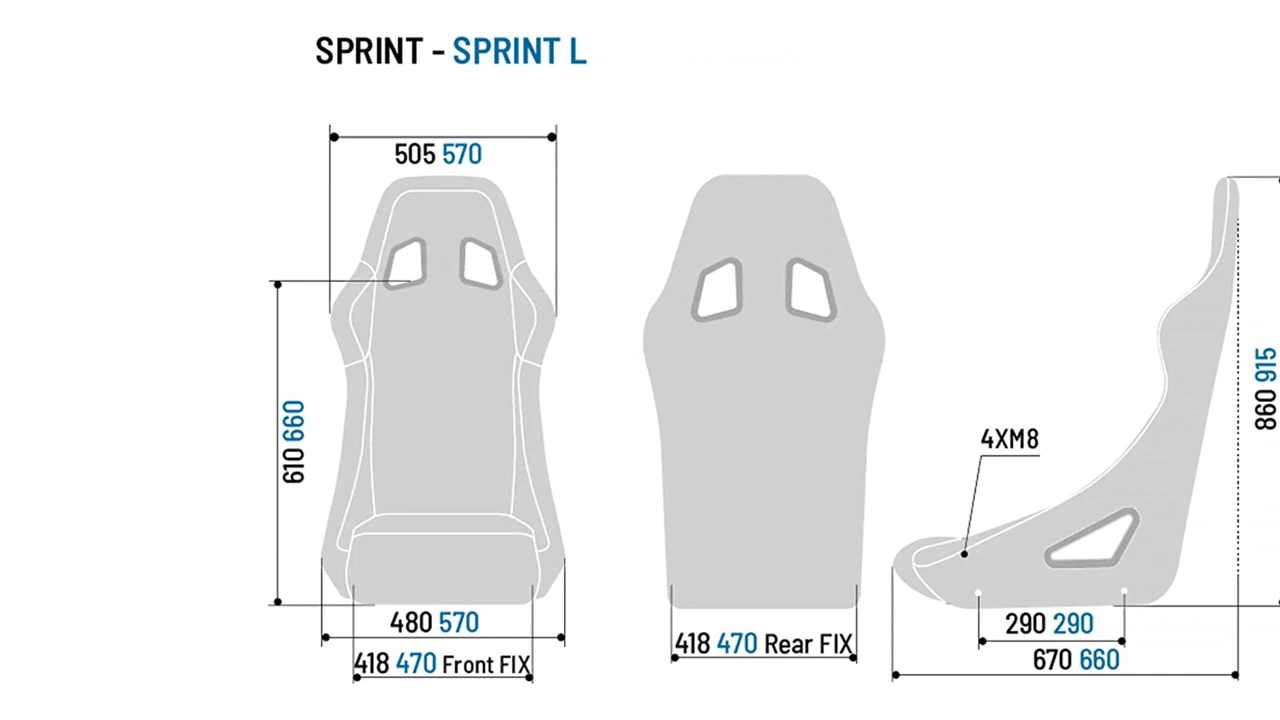 SPRINT - SPRINT L
505 570
610 660
480 570
418 470 Front FIX
418 470 Rear FIX
4XM8
290 290
670 660
860 915